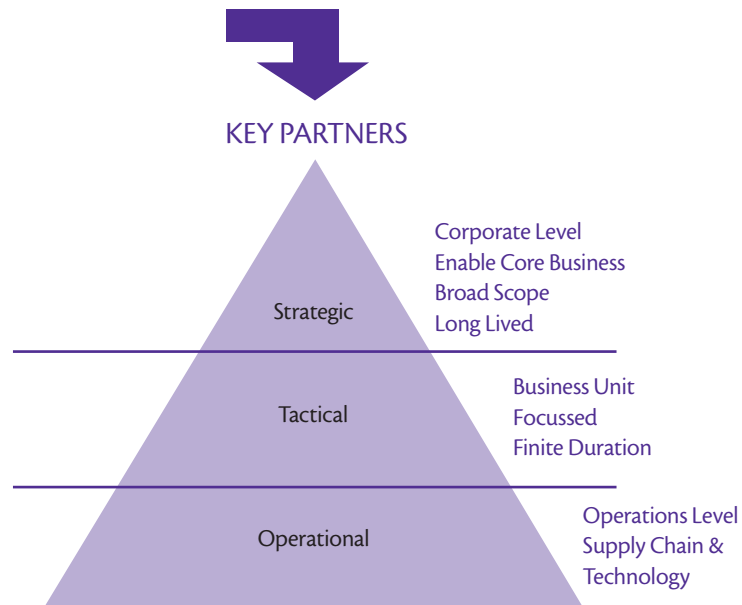 KEY PARTNERS
Corporate Level
Enable Core Business
Broad Scope
Long Lived
Strategic
Business Unit
Focussed
Finite Duration
Tactical
Operations Level
Supply Chain &
Technology
Operational